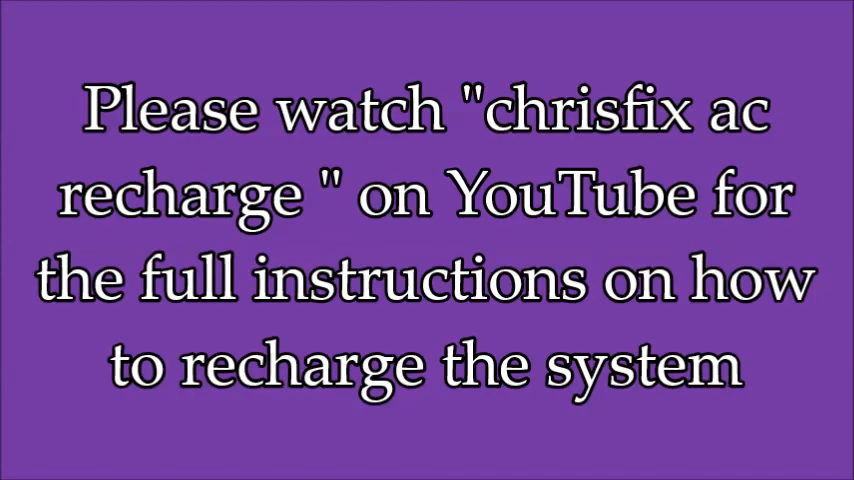 Please watch "chrisfix ac
recharge " on YouTube for
the full instructions on how
to recharge the system